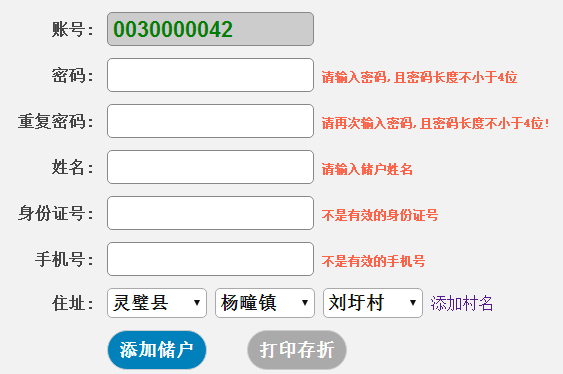 账号： 0030000042
密码： 请输入密码，且密码长度不小于4位
重复密码： 请再次输入密码，且密码长度不小于4位！
姓名： 请输入储户姓名
身份证号： 不是有效的身份证号
手机号： 不是有效的手机号
住址： 灵璧县 杨疃镇 刘圩村 添加村名
添加储户 打印存折